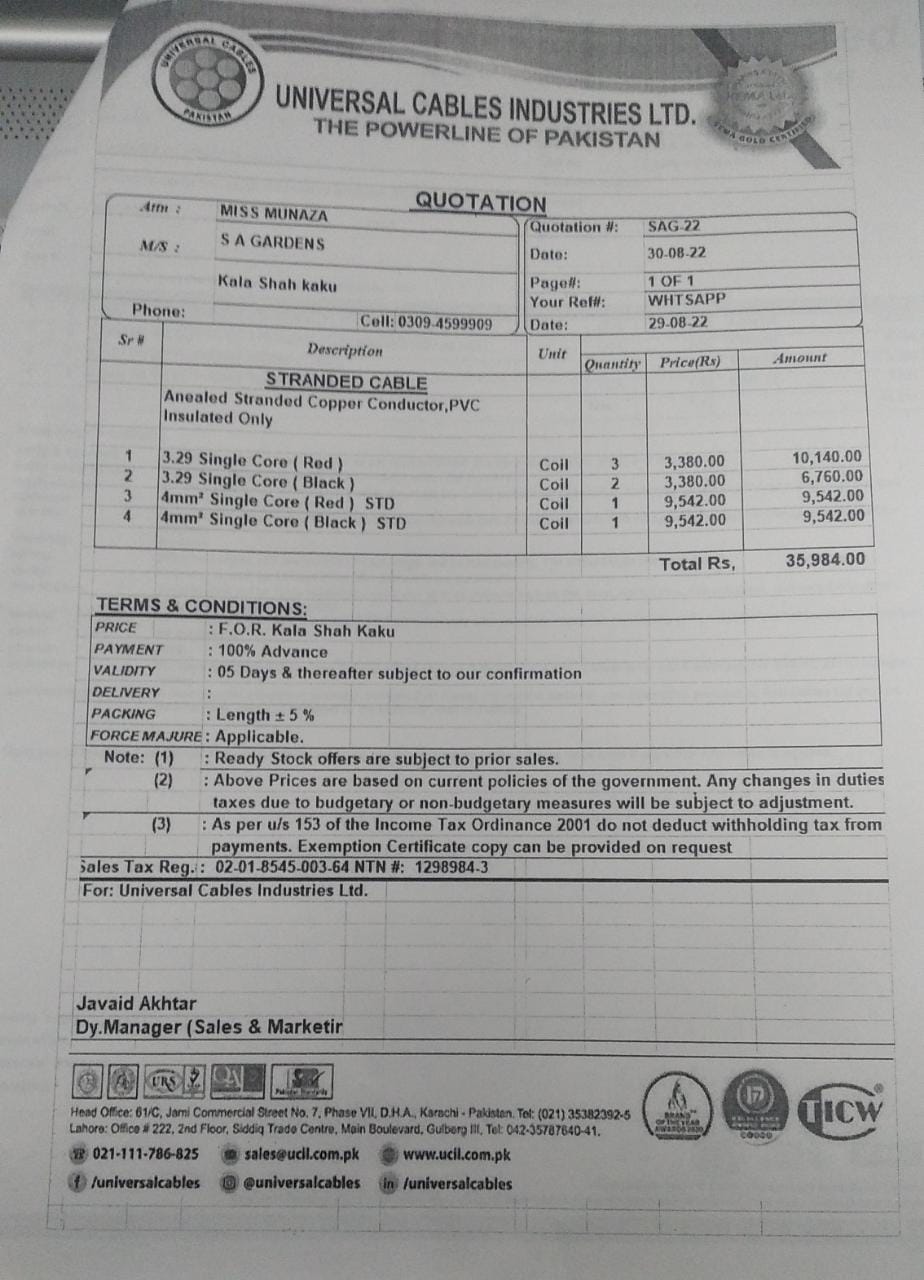 UNIVERSAL CABLES
PAKISTAN
UNIVERSAL CABLES INDUSTRIES LTD.
THE POWERLINE OF PAKISTAN
GOLD CERTIFIED
QUOTATION
Attn : MISS MUNAZA
M/S : S A GARDENS
Kala Shah kaku
Phone: Cell: 0309-4599909
Quotation #: SAG-22
Date: 30-08-22
Page#: 1 OF 1
Your Ref#: WHTSAPP
Date: 29-08-22
Sr # Description Unit Quantity Price(Rs) Amount
STRANDED CABLE
Anealed Stranded Copper Conductor,PVC
Insulated Only
1 3.29 Single Core ( Red ) Coil 3 3,380.00 10,140.00
2 3.29 Single Core ( Black ) Coil 2 3,380.00 6,760.00
3 4mm² Single Core ( Red ) STD Coil 1 9,542.00 9,542.00
4 4mm² Single Core ( Black ) STD Coil 1 9,542.00 9,542.00
Total Rs, 35,984.00
TERMS & CONDITIONS:
PRICE : F.O.R. Kala Shah Kaku
PAYMENT : 100% Advance
VALIDITY : 05 Days & thereafter subject to our confirmation
DELIVERY :
PACKING : Length ± 5 %
FORCE MAJURE : Applicable.
Note: (1) : Ready Stock offers are subject to prior sales.
(2) : Above Prices are based on current policies of the government. Any changes in duties
taxes due to budgetary or non-budgetary measures will be subject to adjustment.
(3) : As per u/s 153 of the Income Tax Ordinance 2001 do not deduct withholding tax from
payments. Exemption Certificate copy can be provided on request
Sales Tax Reg. : 02-01-8545-003-64 NTN #: 1298984-3
For: Universal Cables Industries Ltd.
Javaid Akhtar
Dy.Manager (Sales & Marketin
URS
BRAND OF THE YEAR AWARDS 2020
17
TICW
Head Office: 61/C, Jami Commercial Street No. 7, Phase VII, D.H.A., Karachi - Pakistan. Tel: (021) 35382392-5
Lahore: Office # 222, 2nd Floor, Siddiq Trade Centre, Main Boulevard, Gulberg III, Tel: 042-35787640-41.
021-111-786-825 sales@ucil.com.pk www.ucil.com.pk
f /universalcables @universalcables in /universalcables